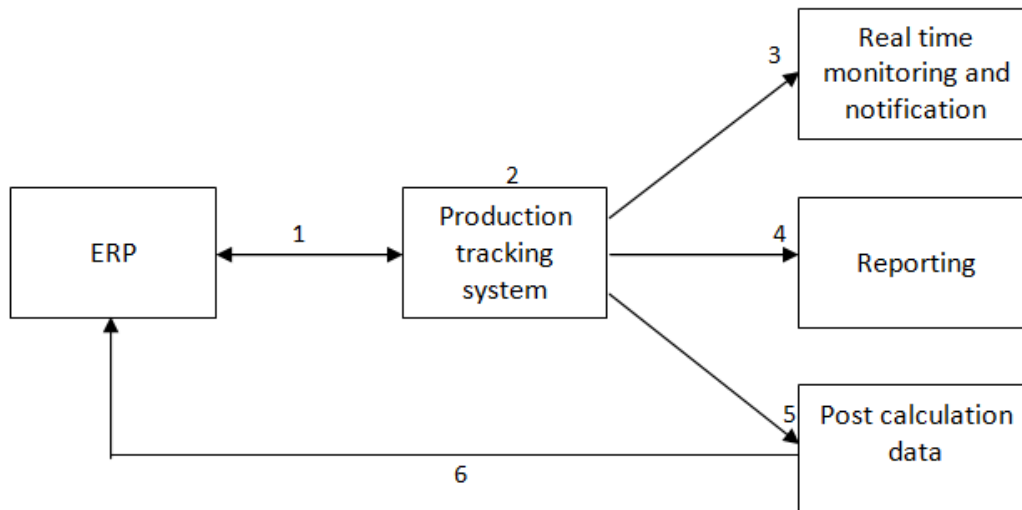 3
Real time
monitoring and
notification
2
ERP
1
Production
tracking
system
4
Reporting
5
Post calculation
data
6